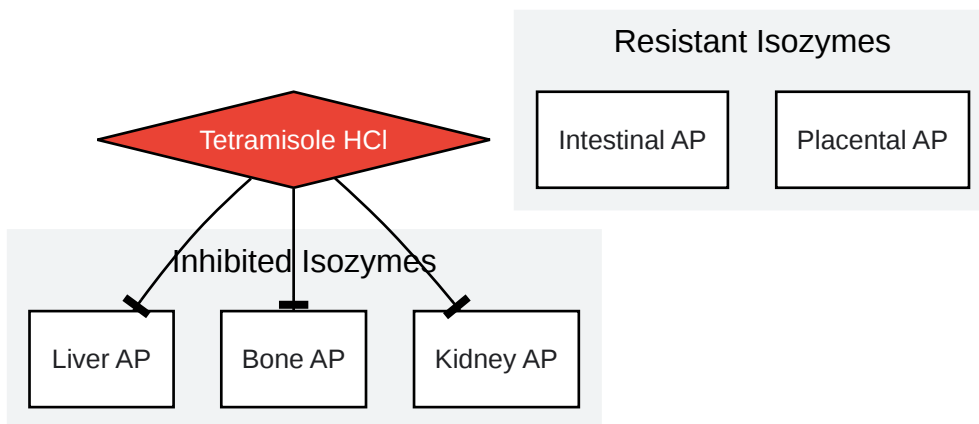 Resistant Isozymes
Intestinal AP
Placental AP
Tetramisole HCl
Inhibited Isozymes
Liver AP
Bone AP
Kidney AP